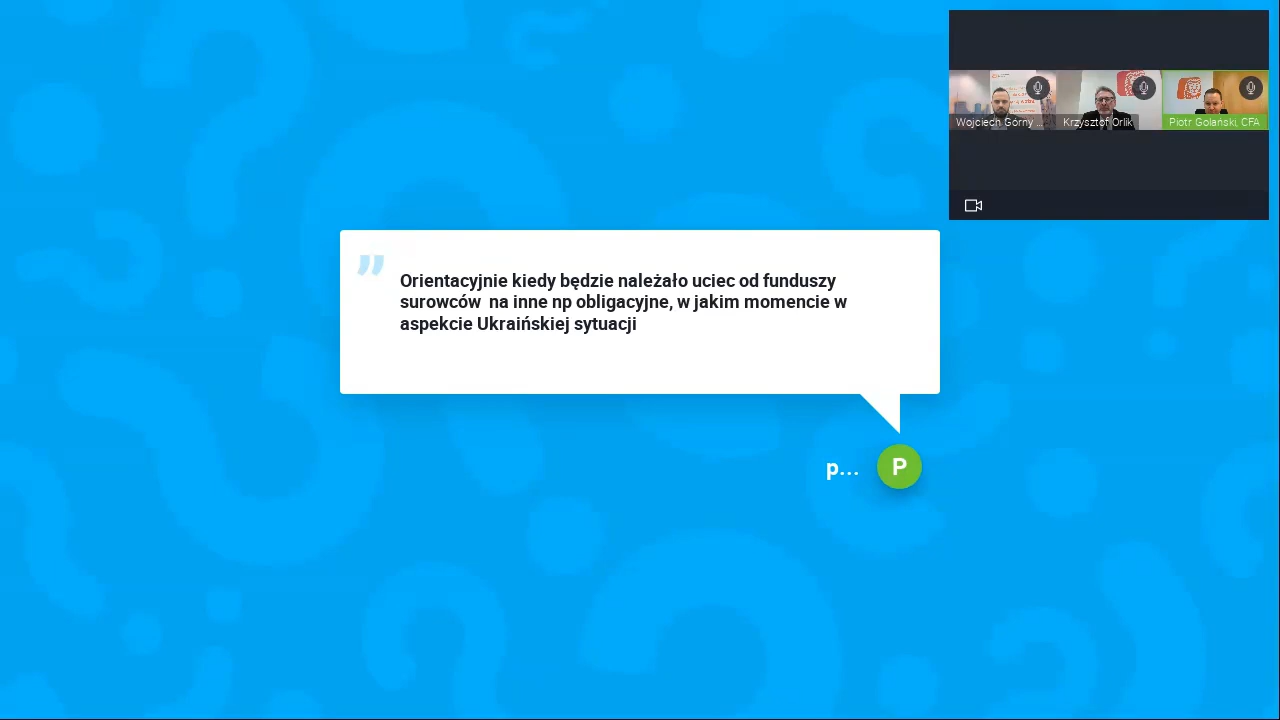 Wojciech Górny ...
Krzysztof Orlik
Piotr Golański, CFA
Orientacyjnie kiedy będzie należało uciec od funduszy
surowców  na inne np obligacyjne, w jakim momencie w
aspekcie Ukraińskiej sytuacji
p...
P